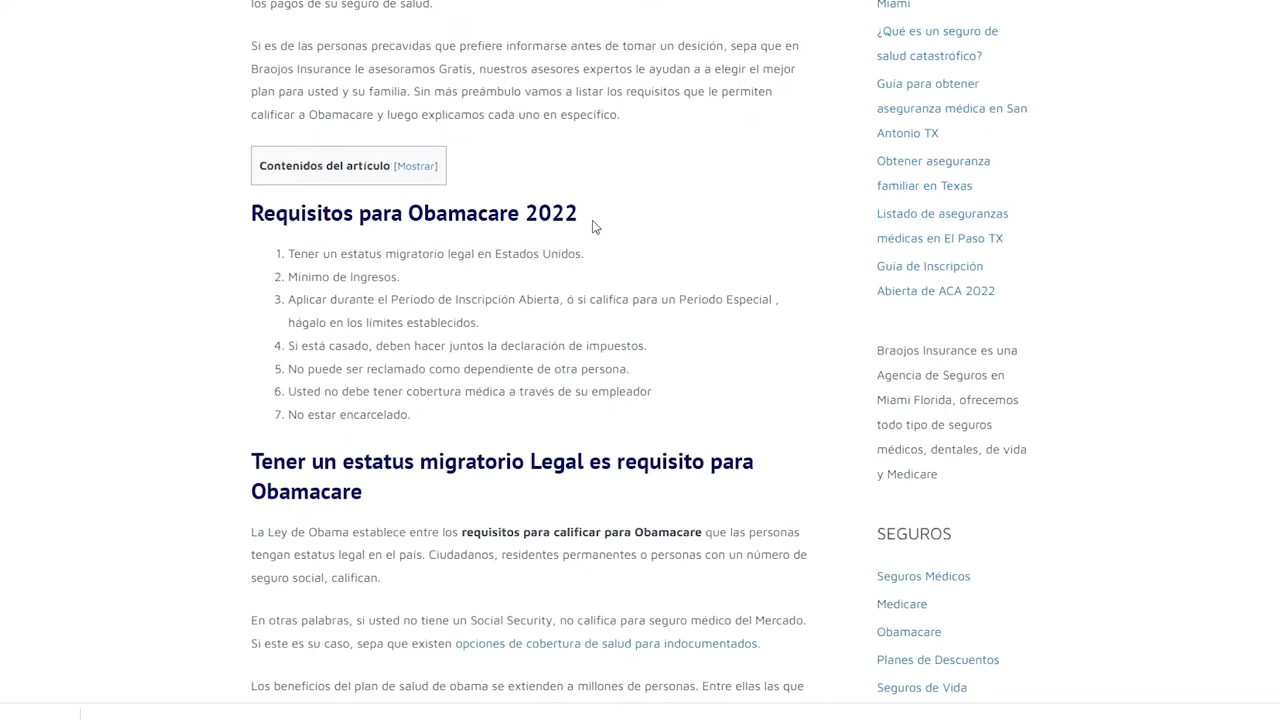 los pagos de su seguro de salud.
Si es de las personas precavidas que prefiere informarse antes de tomar un desición, sepa que en
Braojos Insurance le asesoramos Gratis, nuestros asesores expertos le ayudan a a elegir el mejor
plan para usted y su familia. Sin más preámbulo vamos a listar los requisitos que le permiten
calificar a Obamacare y luego explicamos cada uno en específico.
Contenidos del artículo [Mostrar]
Requisitos para Obamacare 2022
1. Tener un estatus migratorio legal en Estados Unidos.
2. Mínimo de Ingresos.
3. Aplicar durante el Período de Inscripción Abierta, ó si califica para un Período Especial ,
hágalo en los límites establecidos.
4. Si está casado, deben hacer juntos la declaración de impuestos.
5. No puede ser reclamado como dependiente de otra persona.
6. Usted no debe tener cobertura médica a través de su empleador
7. No estar encarcelado.
Tener un estatus migratorio Legal es requisito para
Obamacare
La Ley de Obama establece entre los requisitos para calificar para Obamacare que las personas
tengan estatus legal en el país. Ciudadanos, residentes permanentes o personas con un número de
seguro social, califican.
En otras palabras, si usted no tiene un Social Security, no califica para seguro médico del Mercado.
Si este es su caso, sepa que existen opciones de cobertura de salud para indocumentados.
Los beneficios del plan de salud de obama se extienden a millones de personas. Entre ellas las que
Miami
¿Qué es un seguro de
salud catastrófico?
Guía para obtener
aseguranza médica en San
Antonio TX
Obtener aseguranza
familiar en Texas
Listado de aseguranzas
médicas en El Paso TX
Guía de Inscripción
Abierta de ACA 2022
Braojos Insurance es una
Agencia de Seguros en
Miami Florida, ofrecemos
todo tipo de seguros
médicos, dentales, de vida
y Medicare
SEGUROS
Seguros Médicos
Medicare
Obamacare
Planes de Descuentos
Seguros de Vida